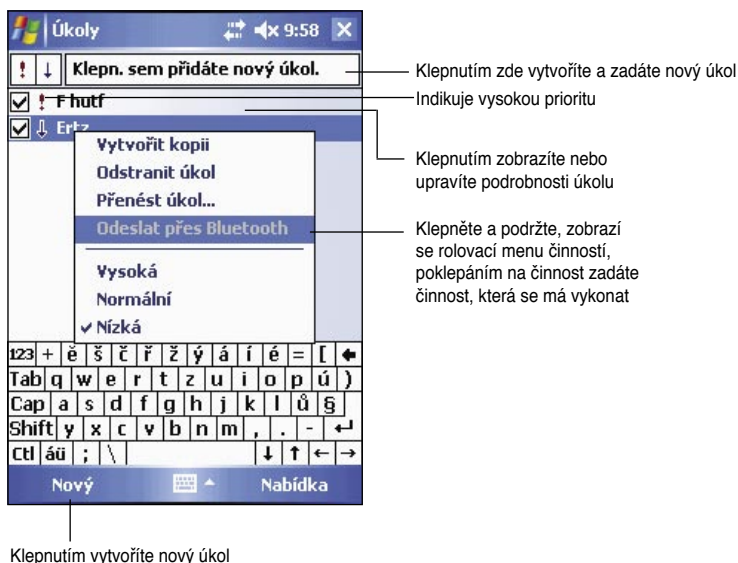 Úkoly 9:58
Klepn. sem přidáte nový úkol.
Klepnutím zde vytvoříte a zadáte nový úkol
F hutf
Indikuje vysokou prioritu
Ertz
Klepnutím zobrazíte nebo
upravíte podrobnosti úkolu
Vytvořit kopii
Odstranit úkol
Přenést úkol...
Odeslat přes Bluetooth
Klepněte a podržte, zobrazí
se rolovací menu činností,
poklepáním na činnost zadáte
činnost, která se má vykonat
Vysoká
Normální
Nízká
123 + ě š č ř ž ý á í é = [
Tab q w e r t z u i o p ú )
Cap a s d f g h j k l ů §
Shift y x c v b n m , . -
Ctl áü ; \ ↓ ↑ ← →
Nový Nabídka
Klepnutím vytvoříte nový úkol